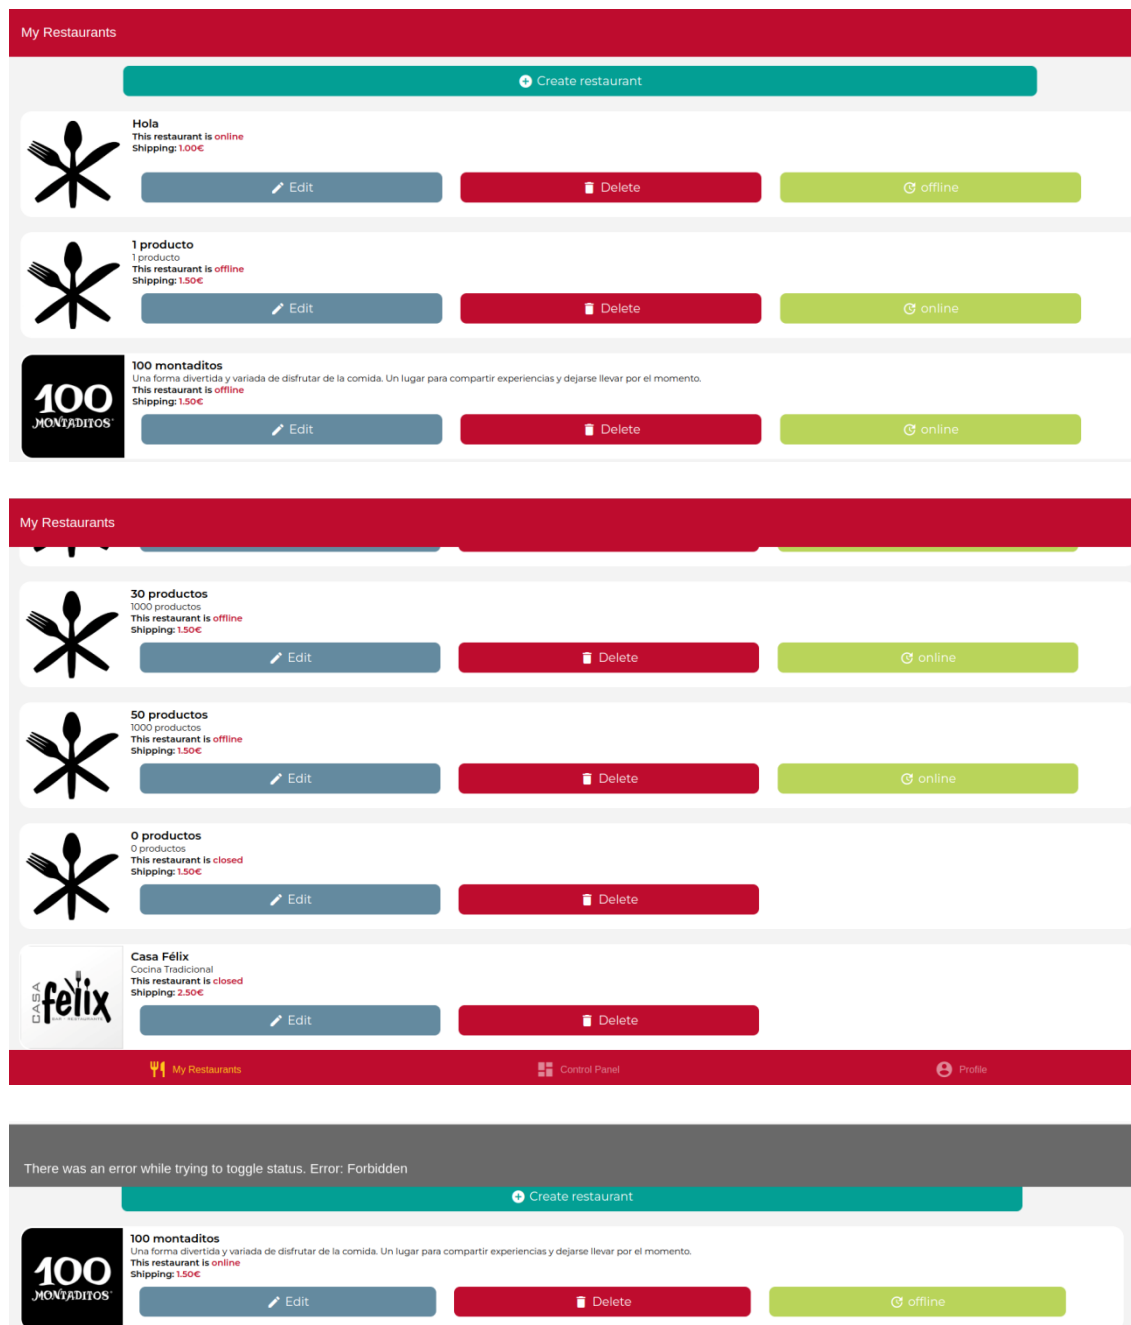 My Restaurants
Create restaurant
Hola
This restaurant is online
Shipping: 1.00€
Edit
Delete
offline
1 producto
1 producto
This restaurant is offline
Shipping: 1.50€
Edit
Delete
online
100 montaditos
Una forma divertida y variada de disfrutar de la comida. Un lugar para compartir experiencias y dejarse llevar por el momento.
This restaurant is offline
Shipping: 1.50€
100
MONTADITOS
Edit
Delete
online
My Restaurants
30 productos
1000 productos
This restaurant is offline
Shipping: 1.50€
Edit
Delete
online
50 productos
1000 productos
This restaurant is offline
Shipping: 1.50€
Edit
Delete
online
0 productos
0 productos
This restaurant is closed
Shipping: 1.50€
Edit
Delete
Casa Félix
Cocina Tradicional
This restaurant is closed
Shipping: 2.50€
CASA
felix
BAR - RESTAURANTE
Edit
Delete
My Restaurants
Control Panel
Profile
There was an error while trying to toggle status. Error: Forbidden
Create restaurant
100 montaditos
Una forma divertida y variada de disfrutar de la comida. Un lugar para compartir experiencias y dejarse llevar por el momento.
This restaurant is online
Shipping: 1.50€
100
MONTADITOS
Edit
Delete
offline